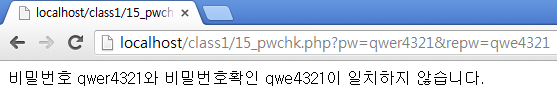 localhost/class1/15_pwch
localhost/class1/15_pwchk.php?pw=qwer4321&repw=qwe4321
비밀번호 qwer4321와 비밀번호확인 qwe4321이 일치하지 않습니다.